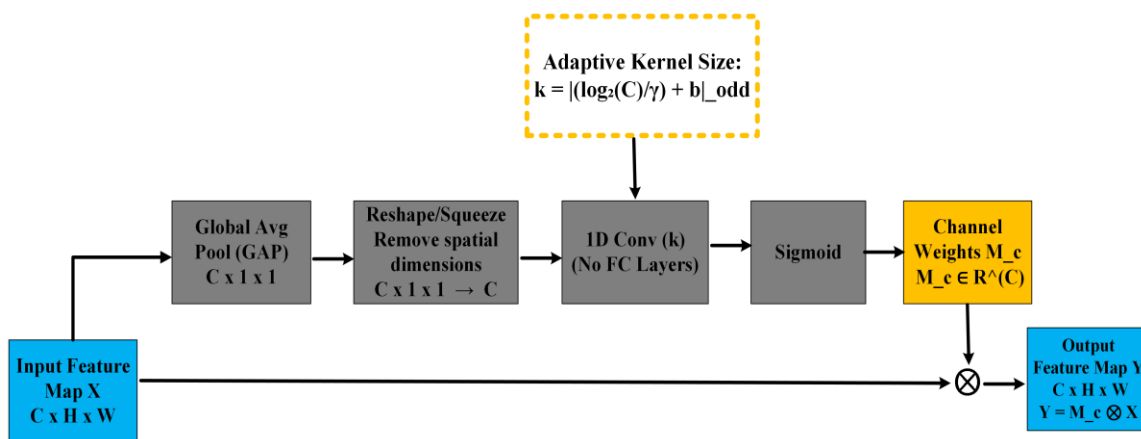 Adaptive Kernel Size:
k = |(log₂(C)/γ) + b|_odd
Global Avg
Pool (GAP)
C x 1 x 1
Reshape/Squeeze
Remove spatial
dimensions
C x 1 x 1 → C
1D Conv (k)
(No FC Layers)
Sigmoid
Channel
Weights M_c
M_c ∈ R^(C)
Input Feature
Map X
C x H x W
Output
Feature Map Y
C x H x W
Y = M_c ⊗ X